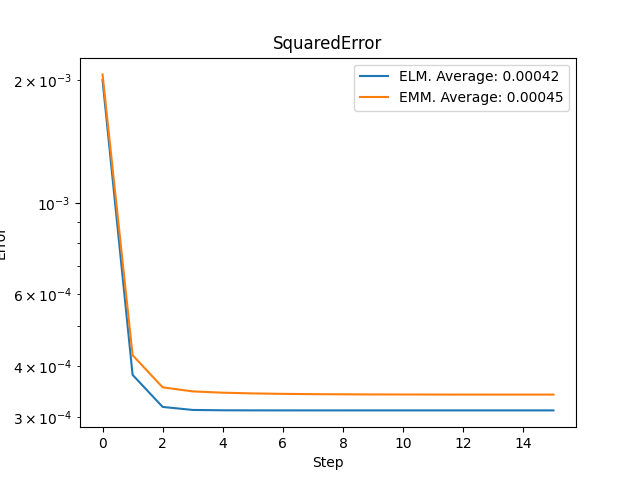 SquaredError
ELM. Average: 0.00042
EMM. Average: 0.00045
2 × 10⁻³
10⁻³
6 × 10⁻⁴
4 × 10⁻⁴
3 × 10⁻⁴
Error
0 2 4 6 8 10 12 14
Step